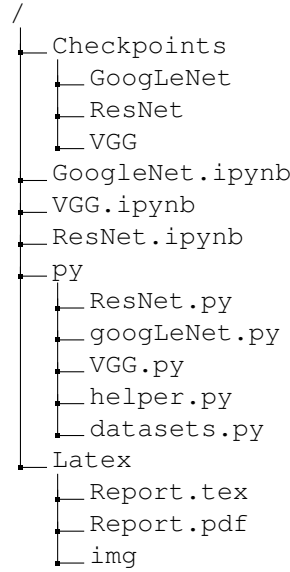 /
Checkpoints
GoogLeNet
ResNet
VGG
GoogleNet.ipynb
VGG.ipynb
ResNet.ipynb
py
ResNet.py
googLeNet.py
VGG.py
helper.py
datasets.py
Latex
Report.tex
Report.pdf
img